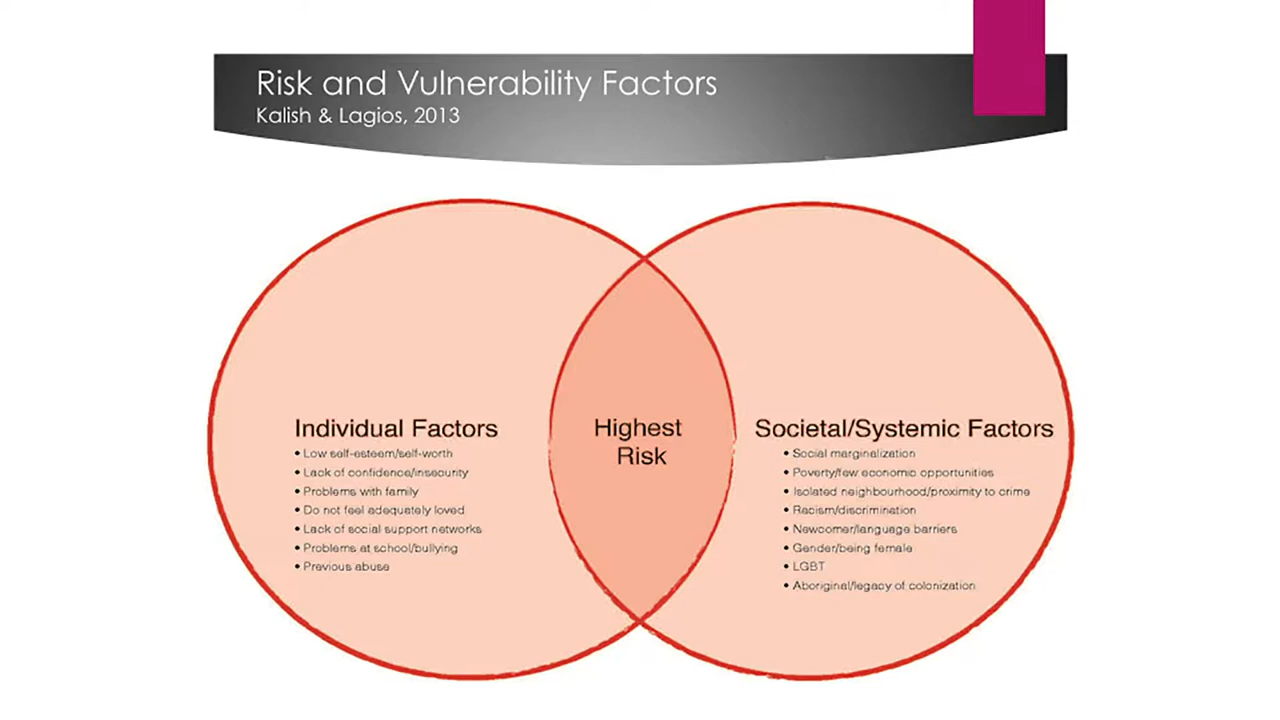 Risk and Vulnerability Factors
Kalish & Lagios, 2013
Individual Factors
• Low self-esteem/self-worth
• Lack of confidence/insecurity
• Problems with family
• Do not feel adequately loved
• Lack of social support networks
• Problems at school/bullying
• Previous abuse
Highest
Risk
Societal/Systemic Factors
• Social marginalization
• Poverty/few economic opportunities
• Isolated neighbourhood/proximity to crime
• Racism/discrimination
• Newcomer/language barriers
• Gender/being female
• LGBT
• Aboriginal/legacy of colonization